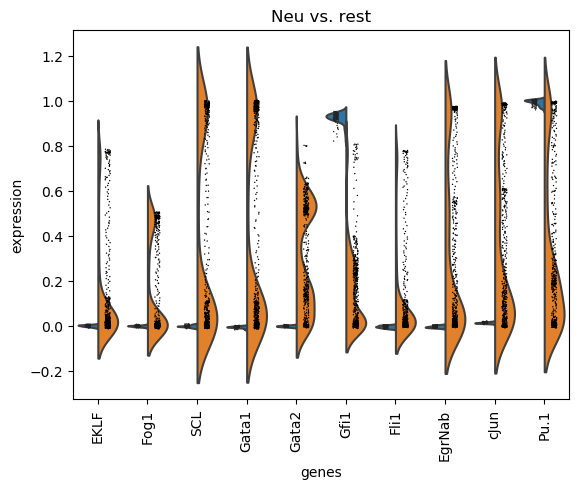 Neu vs. rest
expression
1.2
1.0
0.8
0.6
0.4
0.2
0.0
−0.2
EKLF
Fog1
SCL
Gata1
Gata2
Gfi1
Fli1
EgrNab
cJun
Pu.1
genes